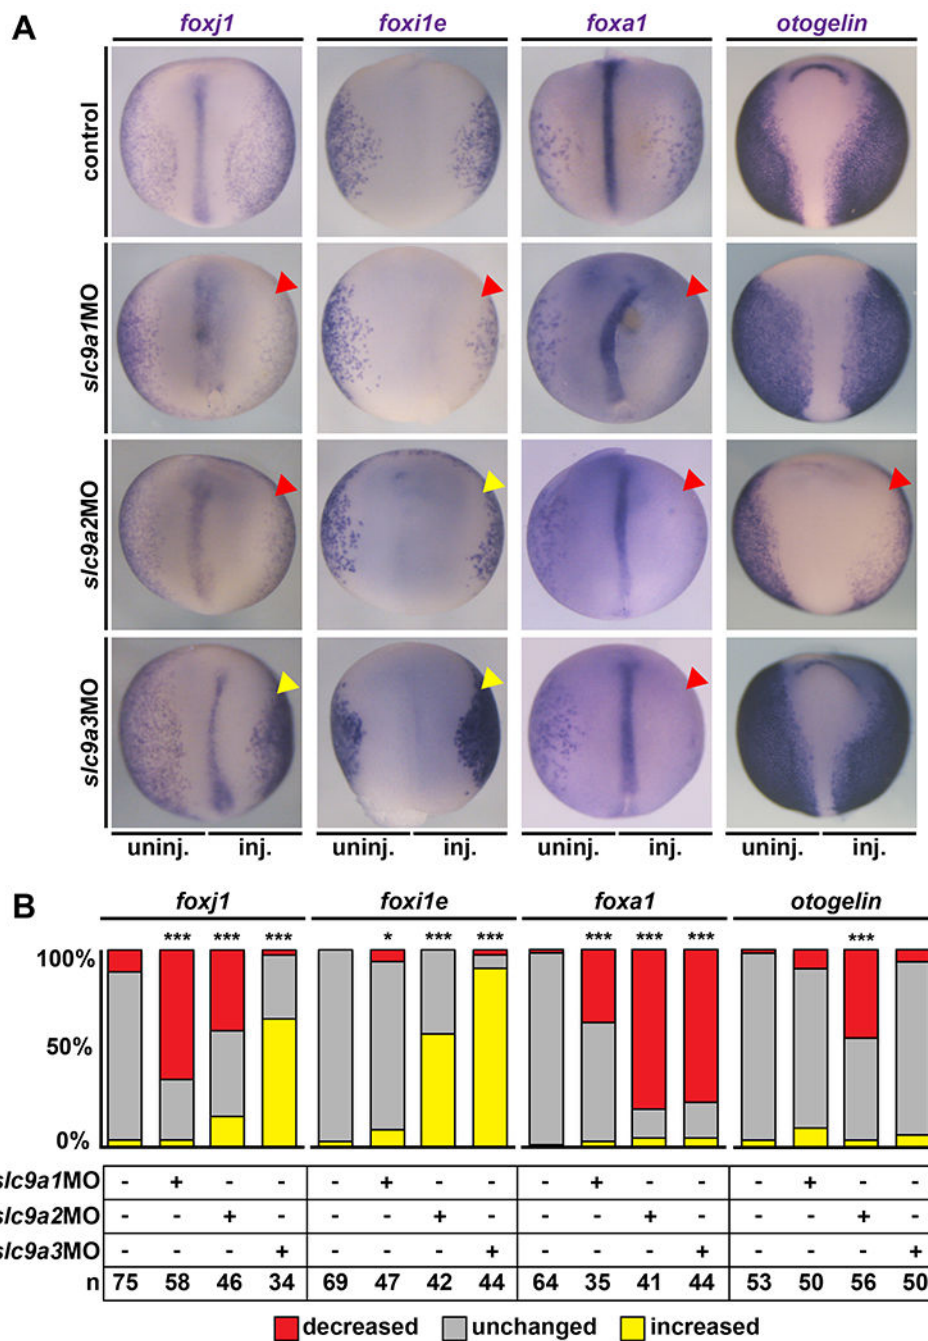 A
foxj1 foxi1e foxa1 otogelin
control
slc9a1MO
slc9a2MO
slc9a3MO
uninj. inj. uninj. inj. uninj. inj. uninj. inj.
B
foxj1 foxi1e foxa1 otogelin
*** *** *** * *** *** *** *** *** ***
100%
50%
0%
slc9a1MO - + - - - + - - - + - - - + - -
slc9a2MO - - + - - - + - - - + - - - + -
slc9a3MO - - - + - - - + - - - + - - - +
n 75 58 46 34 69 47 42 44 64 35 41 44 53 50 56 50
decreased unchanged increased